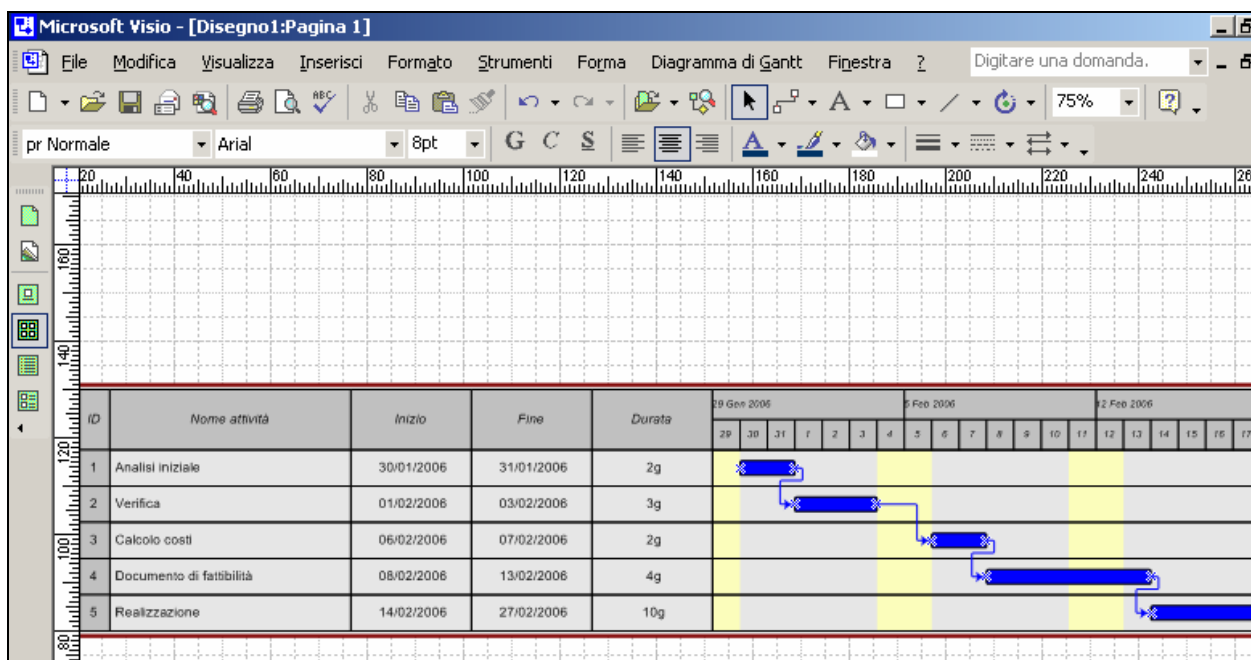 Microsoft Visio - [Disegno1:Pagina 1]
File Modifica Visualizza Inserisci Formato Strumenti Forma Diagramma di Gantt Finestra ? Digitare una domanda.
ABC A 75% ?
pr Normale Arial 8pt G C S A
20 40 60 80 100 120 140 160 180 200 220 240 26
160
140
120
100
80
ID Nome attività Inizio Fine Durata 29 Gen 2006 5 Feb 2006 12 Feb 2006
29 30 31 1 2 3 4 5 6 7 8 9 10 11 12 13 14 15 16 17
1 Analisi iniziale 30/01/2006 31/01/2006 2g
2 Verifica 01/02/2006 03/02/2006 3g
3 Calcolo costi 06/02/2006 07/02/2006 2g
4 Documento di fattibilità 08/02/2006 13/02/2006 4g
5 Realizzazione 14/02/2006 27/02/2006 10g